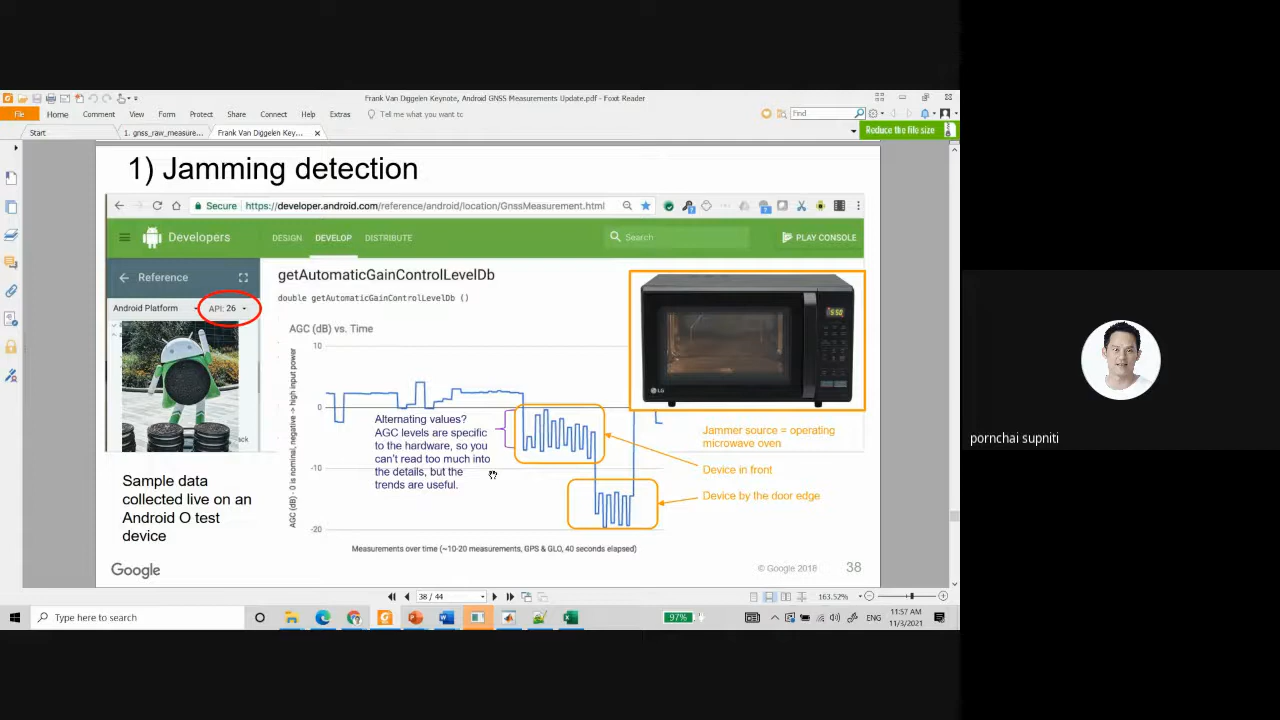 Frank Van Diggelen Keynote, Android GNSS Measurements Update.pdf - Foxit Reader
File Home Comment View Form Protect Share Connect Help Extras Tell me what you want to
Find
Start
1. gnss_raw_measure...
Frank Van Diggelen Key...
Reduce the file size
1) Jamming detection
Secure https://developer.android.com/reference/android/location/GnssMeasurement.html
Developers
DESIGN DEVELOP DISTRIBUTE
Search
PLAY CONSOLE
Reference
getAutomaticGainControlLevelDb
double getAutomaticGainControlLevelDb ()
Android Platform
API: 26
AGC (dB) vs. Time
10
0
-10
-20
AGC (dB) - 0 is nominal, negative -> high input power
Alternating values?
AGC levels are specific
to the hardware, so you
can't read too much into
the details, but the
trends are useful.
LG
Jammer source = operating
microwave oven
Device in front
Device by the door edge
Measurements over time (~10-20 measurements, GPS & GLO, 40 seconds elapsed)
Sample data
collected live on an
Android O test
device
Google
© Google 2018
38
38 / 44
163.52%
Type here to search
97%
ENG
11:57 AM
11/3/2021
pornchai supniti